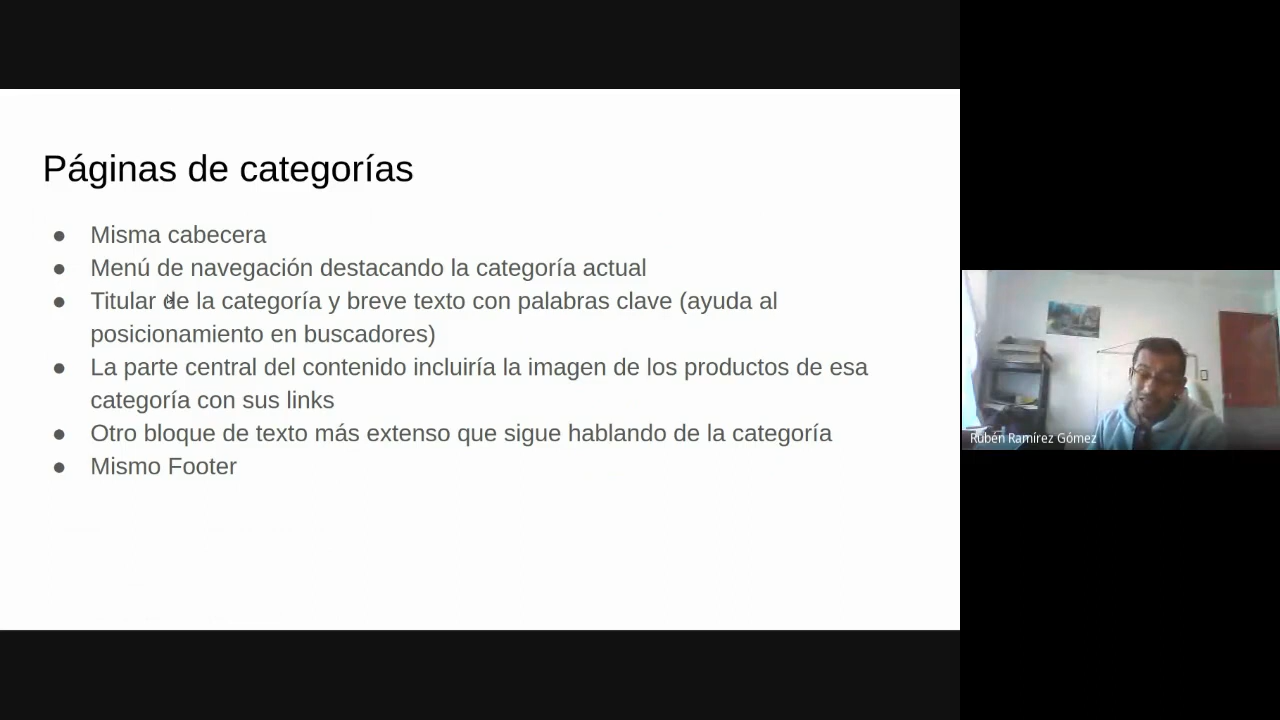 Páginas de categorías
● Misma cabecera
● Menú de navegación destacando la categoría actual
● Titular de la categoría y breve texto con palabras clave (ayuda al
posicionamiento en buscadores)
● La parte central del contenido incluiría la imagen de los productos de esa
categoría con sus links
● Otro bloque de texto más extenso que sigue hablando de la categoría
● Mismo Footer
Rubén Ramírez Gómez